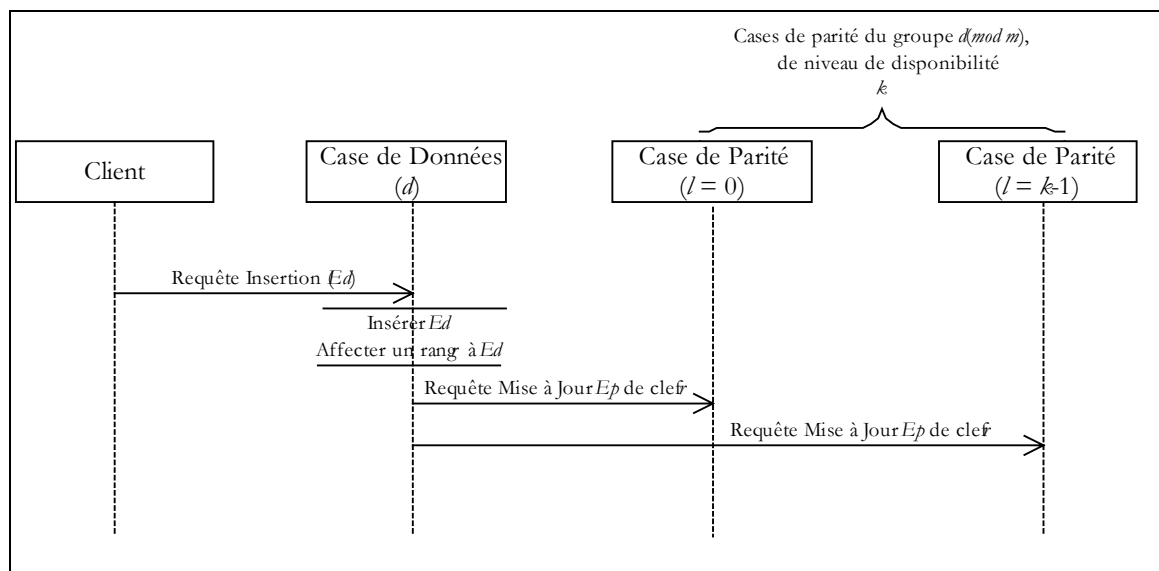 Cases de parité du groupe d(mod m),
de niveau de disponibilité
k
Client
Case de Données
(d)
Case de Parité
(l = 0)
Case de Parité
(l = k-1)
Requête Insertion (Ed)
Insérer Ed
Affecter un rang r à Ed
Requête Mise à Jour Ep de clef r
Requête Mise à Jour Ep de clef r